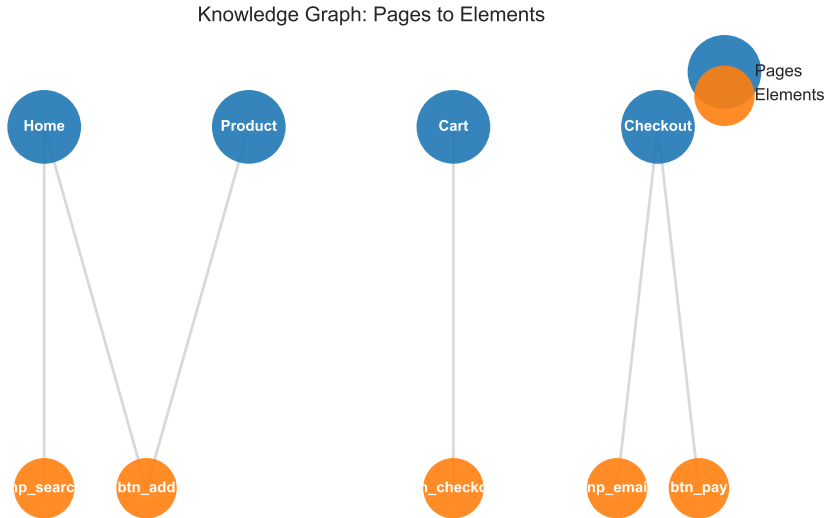 Knowledge Graph: Pages to Elements
Pages
Elements
Home
Product
Cart
Checkout
np_searc
btn_add
n_checko
np_emai
btn_pay